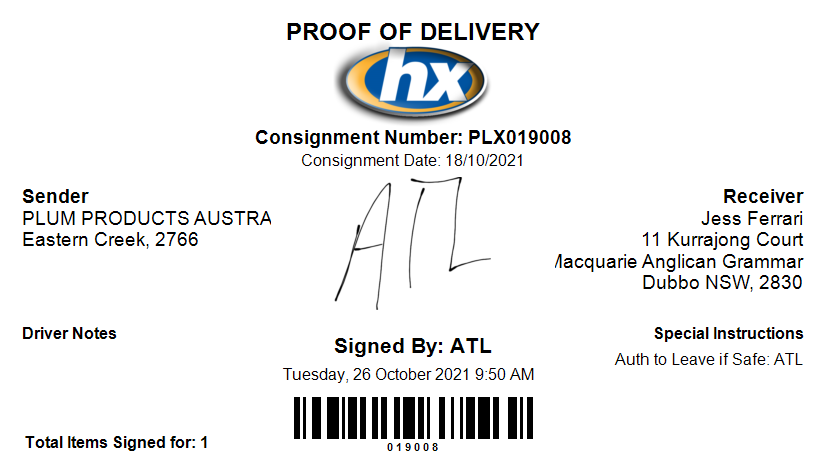 PROOF OF DELIVERY
hx
Consignment Number: PLX019008
Consignment Date: 18/10/2021
Sender
PLUM PRODUCTS AUSTRA
Eastern Creek, 2766
ATL
Receiver
Jess Ferrari
11 Kurrajong Court
Macquarie Anglican Grammar
Dubbo NSW, 2830
Driver Notes
Signed By: ATL
Tuesday, 26 October 2021 9:50 AM
Special Instructions
Auth to Leave if Safe: ATL
019008
Total Items Signed for: 1